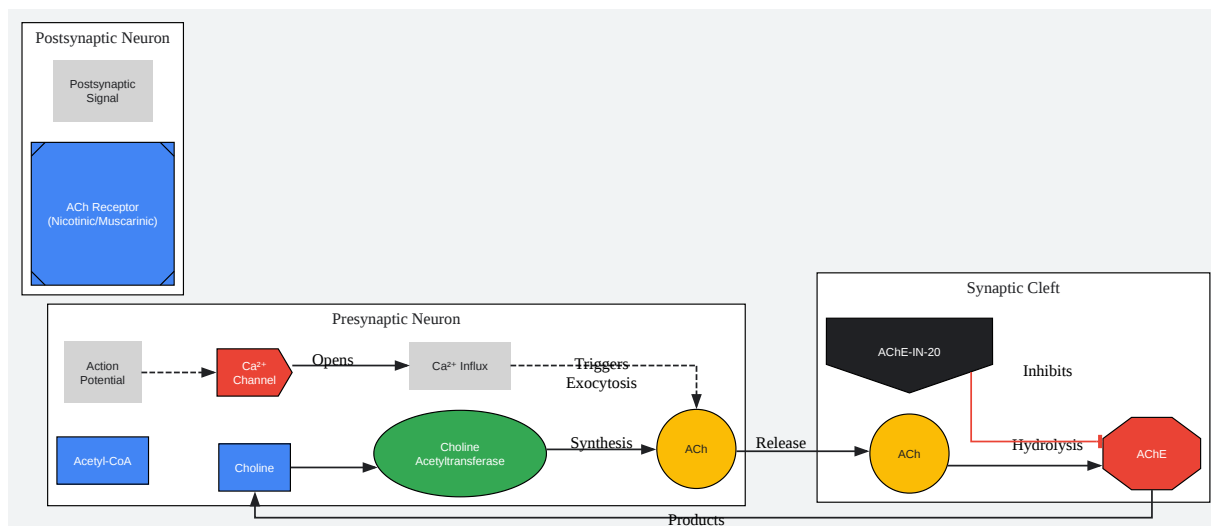 Postsynaptic Neuron
Postsynaptic
Signal
ACh Receptor
(Nicotinic/Muscarinic)
Synaptic Cleft
Presynaptic Neuron
AChE-IN-20
Action
Potential
Ca²⁺
Channel
Opens
Ca²⁺ Influx
Triggers
Exocytosis
Inhibits
Acetyl-CoA
Choline
Choline
Acetyltransferase
Synthesis
ACh
Release
ACh
Hydrolysis
AChE
Products